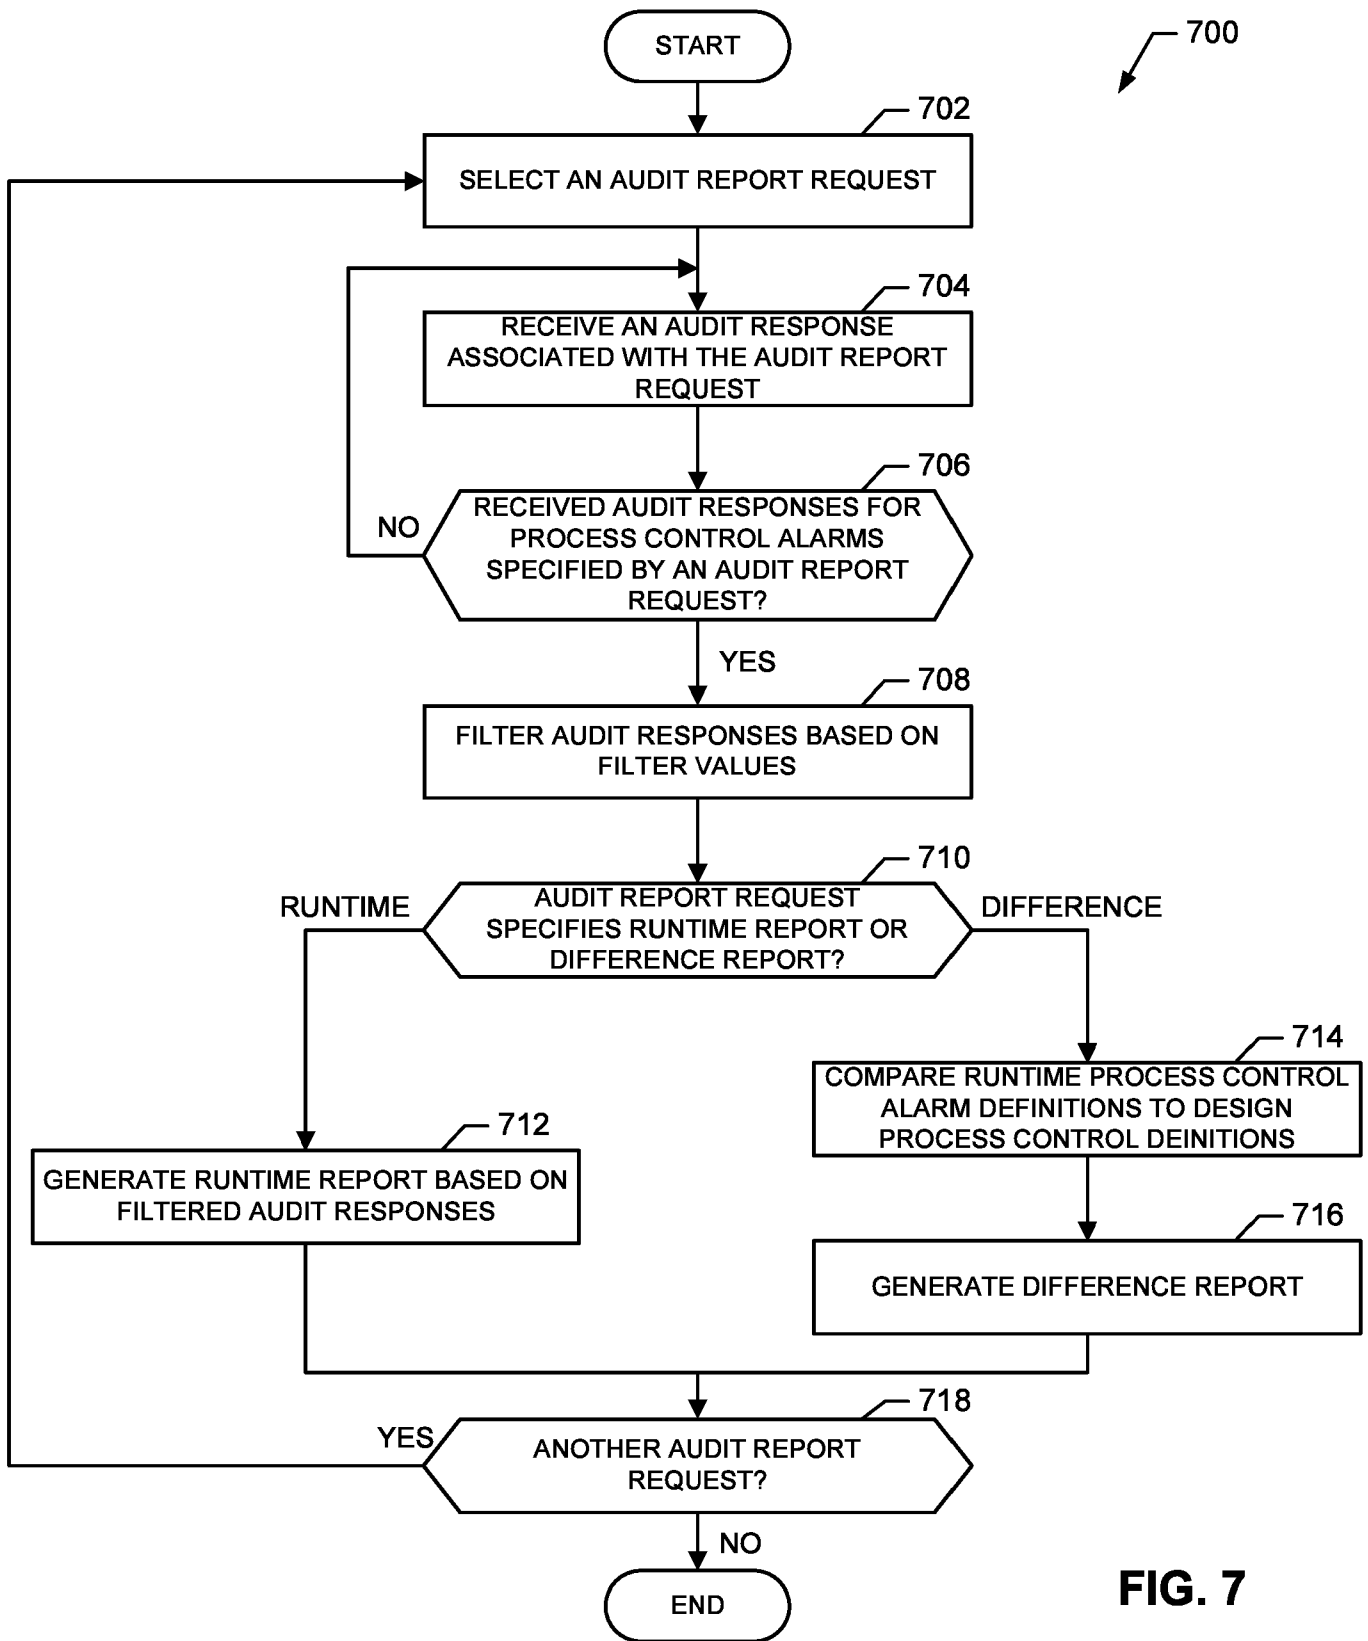 START
700
702
SELECT AN AUDIT REPORT REQUEST
704
RECEIVE AN AUDIT RESPONSE
ASSOCIATED WITH THE AUDIT REPORT
REQUEST
706
RECEIVED AUDIT RESPONSES FOR
PROCESS CONTROL ALARMS
SPECIFIED BY AN AUDIT REPORT
REQUEST?
NO
YES
708
FILTER AUDIT RESPONSES BASED ON
FILTER VALUES
710
AUDIT REPORT REQUEST
SPECIFIES RUNTIME REPORT OR
DIFFERENCE REPORT?
RUNTIME
DIFFERENCE
714
COMPARE RUNTIME PROCESS CONTROL
ALARM DEFINITIONS TO DESIGN
PROCESS CONTROL DEINITIONS
712
GENERATE RUNTIME REPORT BASED ON
FILTERED AUDIT RESPONSES
716
GENERATE DIFFERENCE REPORT
718
ANOTHER AUDIT REPORT
REQUEST?
YES
NO
END
FIG. 7